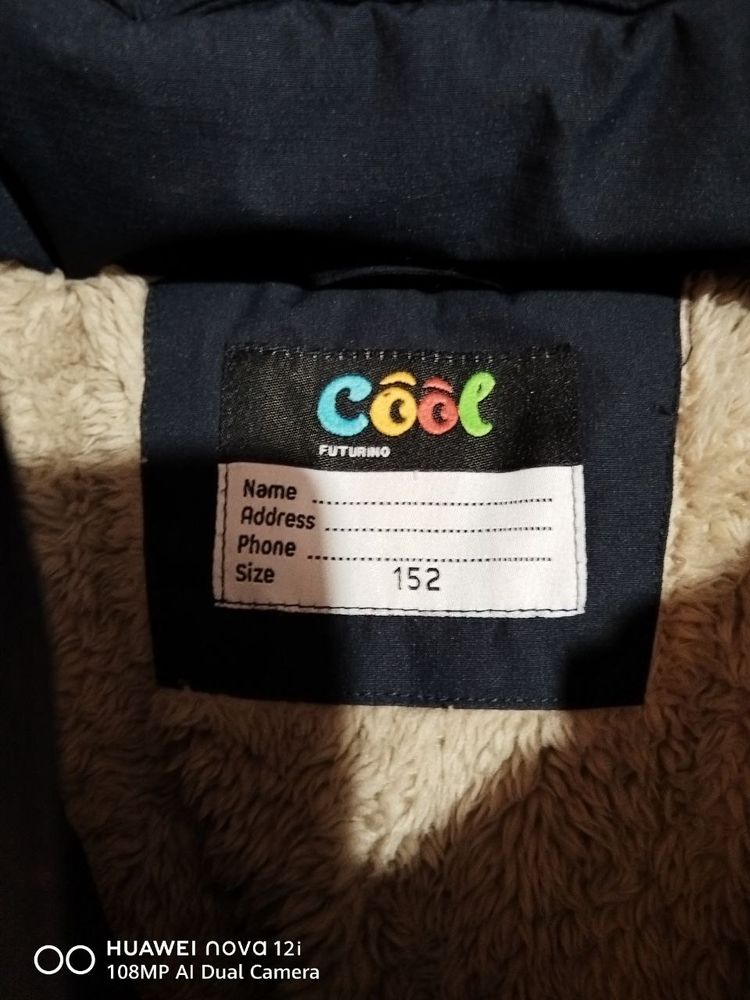 cool
FUTURINO
Name
Address
Phone
Size 152
HUAWEI nova 12i
108MP AI Dual Camera